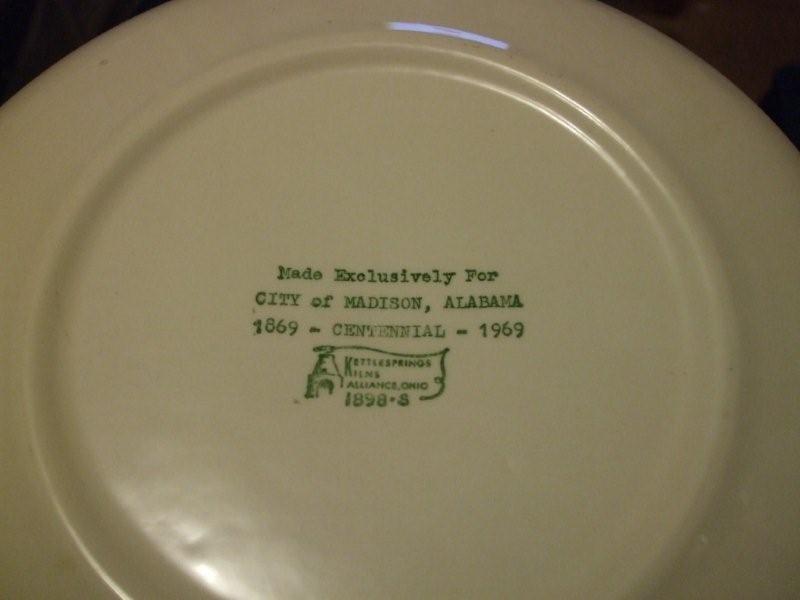 Made Exclusively For
CITY of MADISON, ALABAMA
1869 - CENTENNIAL - 1969
KETTLESPRINGS
KILNS
ALLIANCE, OHIO
1898-S